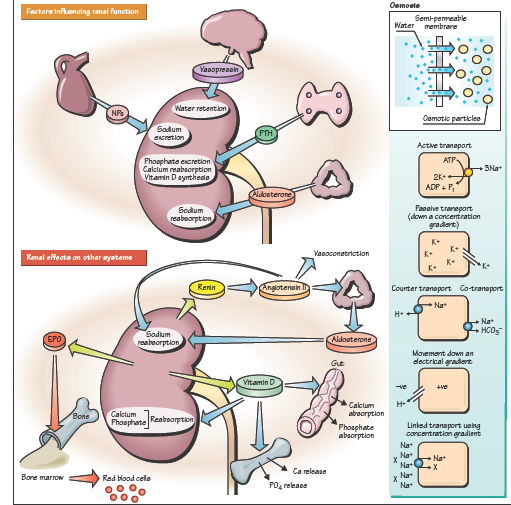 Factors influencing renal function
Vasopressin
NPs
Water retention
Sodium
excretion
PTH
Phosphate excretion
Calcium reabsorption
Vitamin D synthesis
Aldosterone
Sodium
reabsorption
Renal effects on other systems
Vasoconstriction
Renin
Angiotensin II
Sodium
reabsorption
Aldosterone
EPO
Vitamin D
Gut
Calcium
absorption
Phosphate
absorption
Calcium
Phosphate
Reabsorption
Bone
Bone marrow
Red blood cells
Ca release
PO₄ release
Osmosis
Water
Semi-permeable
membrane
Osmotic particles
Active transport
ATP
3Na⁺
2K⁺
ADP + Pᵢ
Passive transport
(down a concentration
gradient)
K⁺
K⁺
K⁺
K⁺
K⁺
K⁺
Counter transport Co-transport
Na⁺
H⁺
Na⁺
HCO₃⁻
Movement down an
electrical gradient
–ve
+ve
H⁺
Linked transport using
concentration gradient
Na⁺
Na⁺
X
Na⁺
Na⁺
X
Na⁺
X
Na⁺